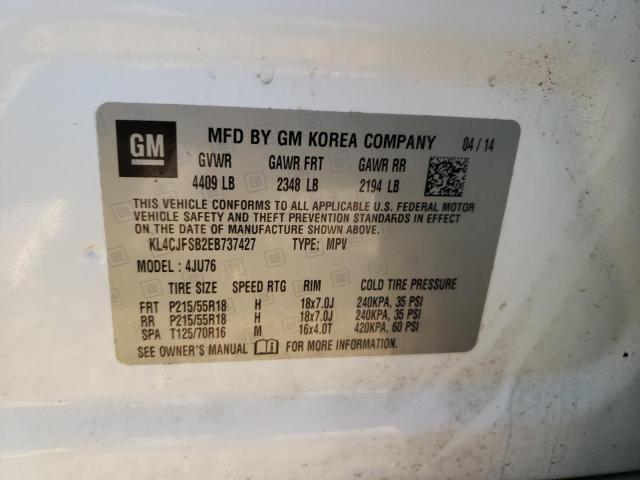 GM MFD BY GM KOREA COMPANY 04/14
GVWR GAWR FRT GAWR RR
4409 LB 2348 LB 2194 LB
THIS VEHICLE CONFORMS TO ALL APPLICABLE U.S. FEDERAL MOTOR
VEHICLE SAFETY AND THEFT PREVENTION STANDARDS IN EFFECT
ON THE DATE OF MANUFACTURE SHOWN ABOVE.
KL4CJFSB2EB737427 TYPE: MPV
MODEL: 4JU76
TIRE SIZE SPEED RTG RIM COLD TIRE PRESSURE
FRT P215/55R18 H 18x7.0J 240KPA, 35 PSI
RR P215/55R18 H 18x7.0J 240KPA, 35 PSI
SPA T125/70R16 M 16x4.0T 420KPA, 60 PSI
SEE OWNER'S MANUAL FOR MORE INFORMATION.